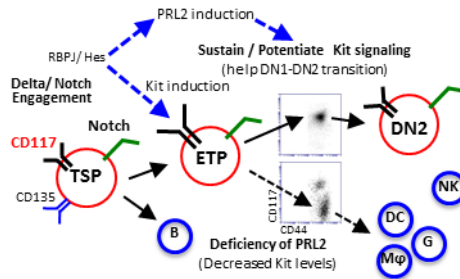 PRL2 induction
RBPJ/ Hes
Sustain / Potentiate Kit signaling
(help DN1-DN2 transition)
Delta/ Notch
Engagement
Kit induction
CD117
Notch
TSP
ETP
DN2
CD135
B
CD117
CD44
NK
DC
G
Mφ
Deficiency of PRL2
(Decreased Kit levels)